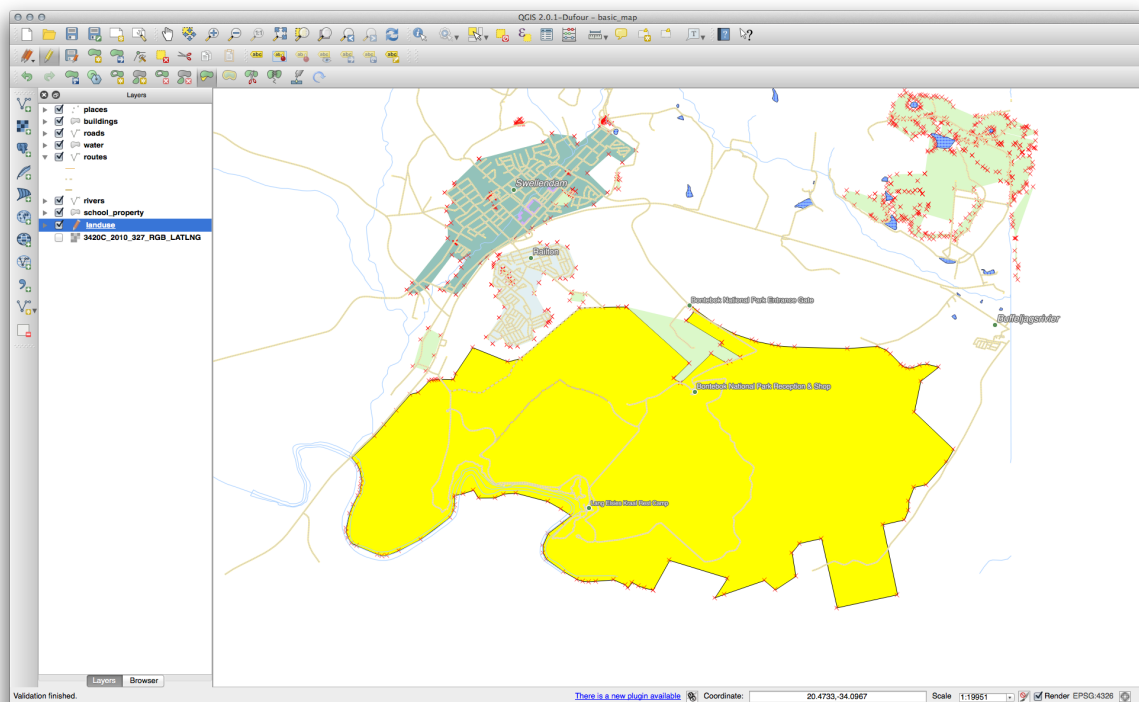 QGIS 2.0.1-Dufour - basic_map
Layers
places
buildings
roads
water
routes
rivers
school_property
landuse
3420C_2010_327_RGB_LATLNG
Swellendam
Railton
Bontebok National Park Entrance Gate
Buffeljagsrivier
Bontebok National Park Reception & Shop
Lang Elsies Kraal Rest Camp
Layers
Browser
Validation finished.
There is a new plugin available
Coordinate:
20.4733,-34.0967
Scale
1:19951
Render
EPSG:4326